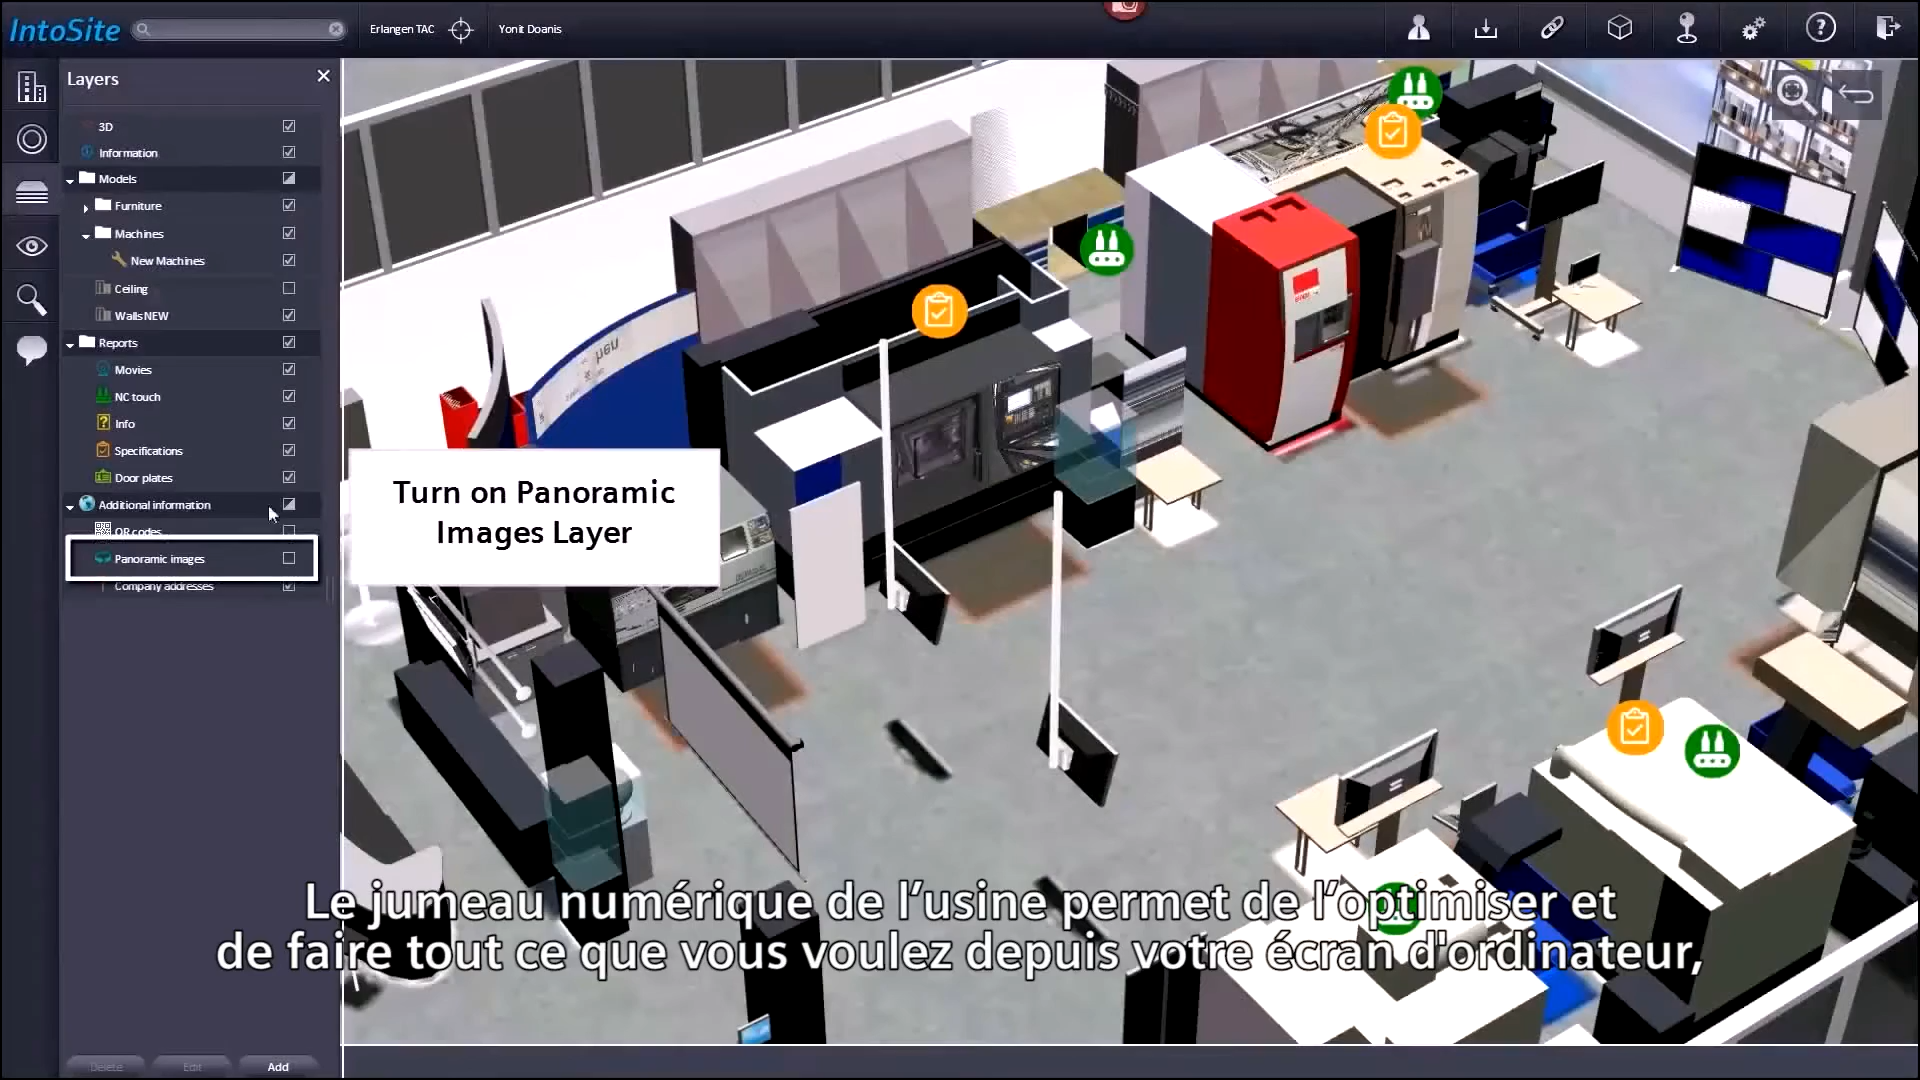 IntoSite
Erlangen TAC
Yonit Doanis
Layers
3D
Information
Models
Furniture
Machines
New Machines
Ceiling
WallsNEW
Reports
Movies
NC touch
Info
Specifications
Door plates
Additional information
QR codes
Panoramic images
Company addresses
Turn on Panoramic
Images Layer
Le jumeau numérique de l’usine permet de l’optimiser et
de faire tout ce que vous voulez depuis votre écran d'ordinateur,
Delete
Edit
Add